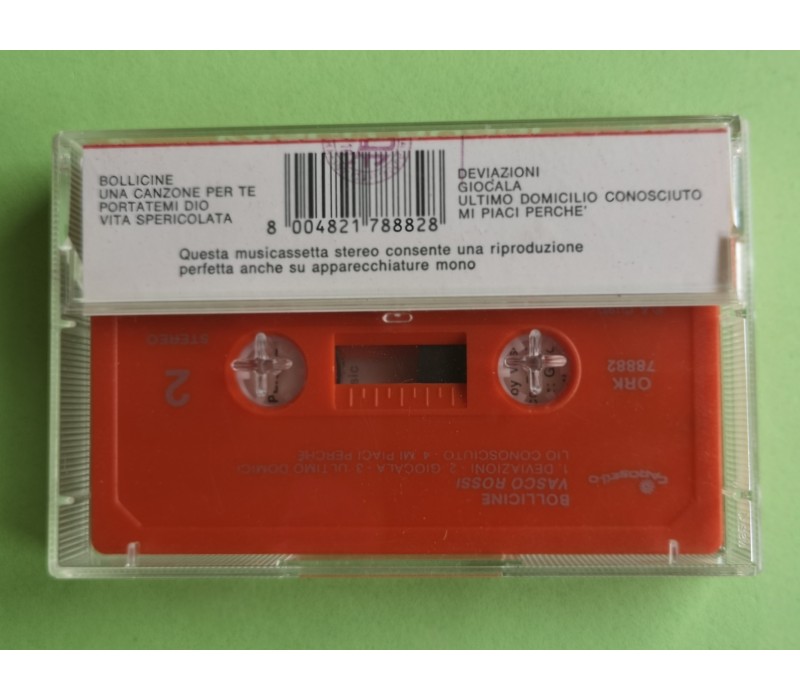 BOLLICINE
UNA CANZONE PER TE
PORTATEMI DIO
VITA SPERICOLATA
8 004821 788828
DEVIAZIONI
GIOCALA
ULTIMO DOMICILIO CONOSCIUTO
MI PIACI PERCHE'
Questa musicassetta stereo consente una riproduzione
perfetta anche su apparecchiature mono
BOLLICINE
VASCO ROSSI
1. DEVIAZIONI - 2. GIOCALA - 3. ULTIMO DOMICI
LIO CONOSCIUTO - 4. MI PIACI PERCHE
ORK
78882
2
STEREO